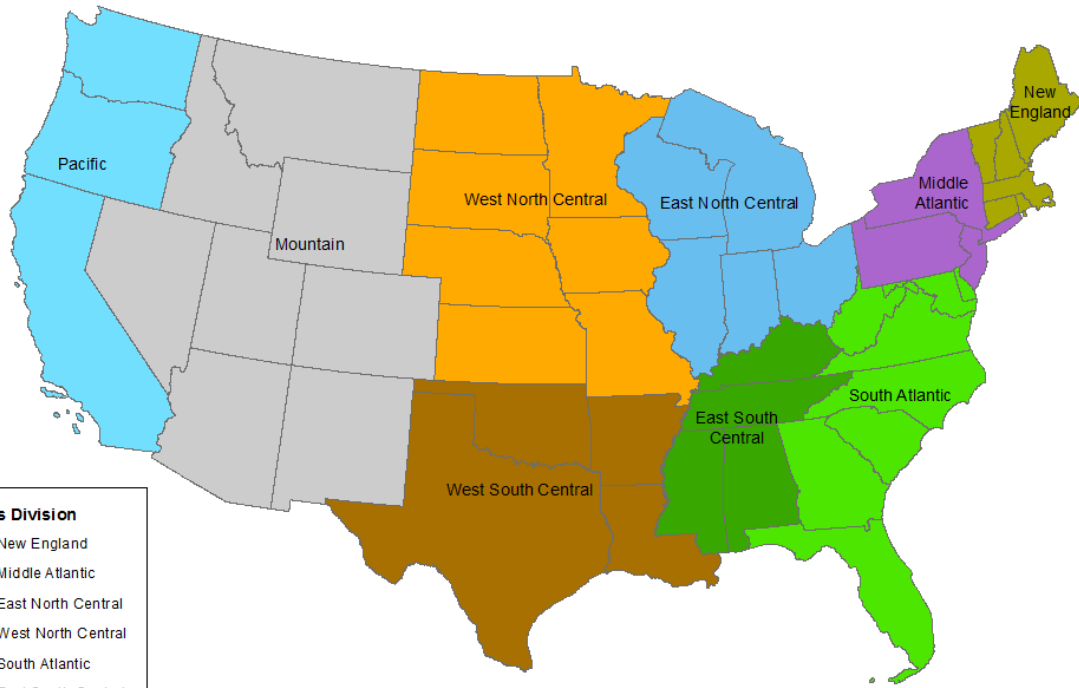 New
England
Pacific
Middle
Atlantic
West North Central
East North Central
Mountain
South Atlantic
East South
Central
West South Central
s Division
New England
Middle Atlantic
East North Central
West North Central
South Atlantic